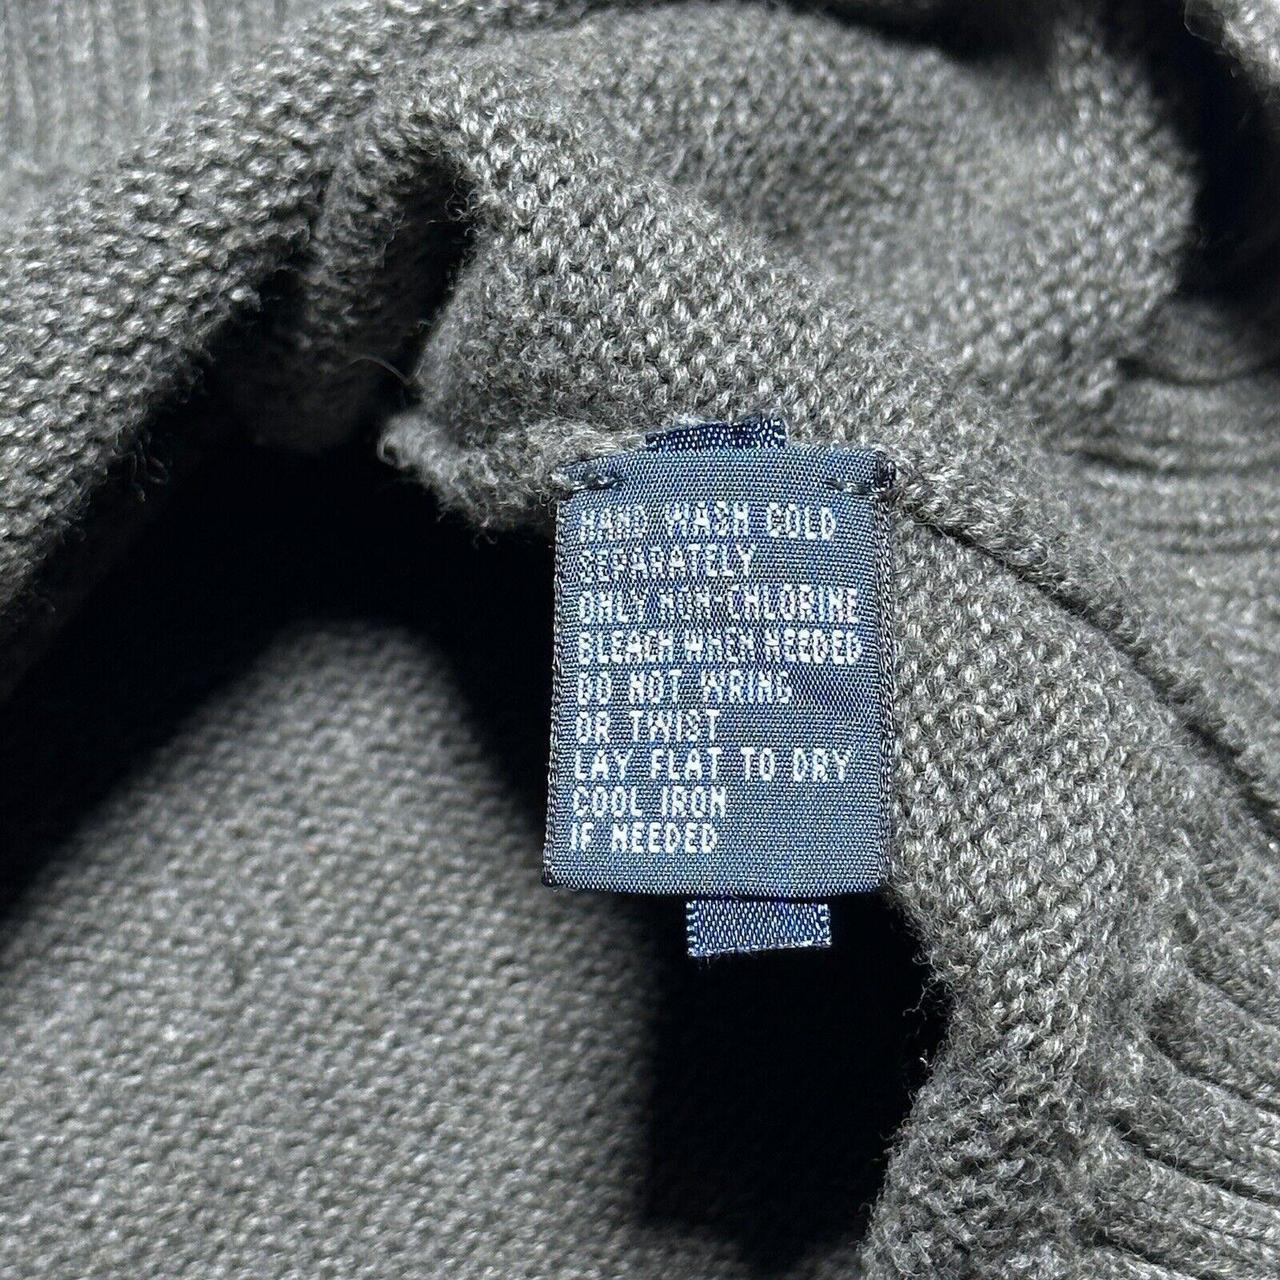 HAND WASH COLD
SEPARATELY
ONLY NON CHLORINE
BLEACH WHEN NEEDED
DO NOT WRING
OR TWIST
LAY FLAT TO DRY
COOL IRON
IF NEEDED